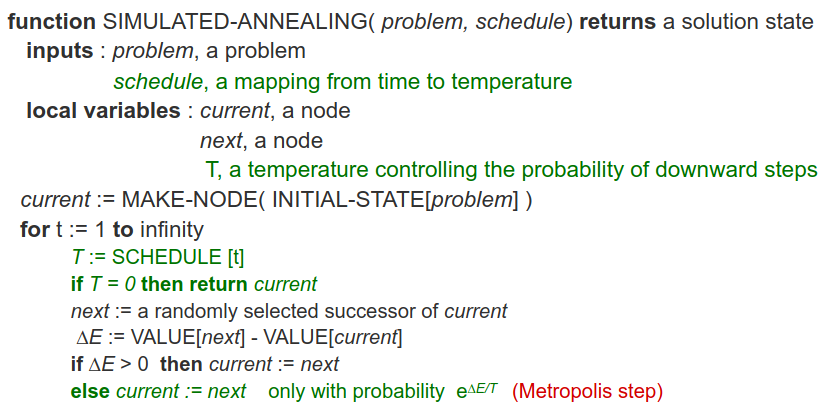 function SIMULATED-ANNEALING( problem, schedule) returns a solution state
inputs : problem, a problem
schedule, a mapping from time to temperature
local variables : current, a node
next, a node
T, a temperature controlling the probability of downward steps
current := MAKE-NODE( INITIAL-STATE[problem] )
for t := 1 to infinity
T := SCHEDULE [t]
if T = 0 then return current
next := a randomly selected successor of current
ΔE := VALUE[next] - VALUE[current]
if ΔE > 0 then current := next
else current := next only with probability e^ΔE/T (Metropolis step)